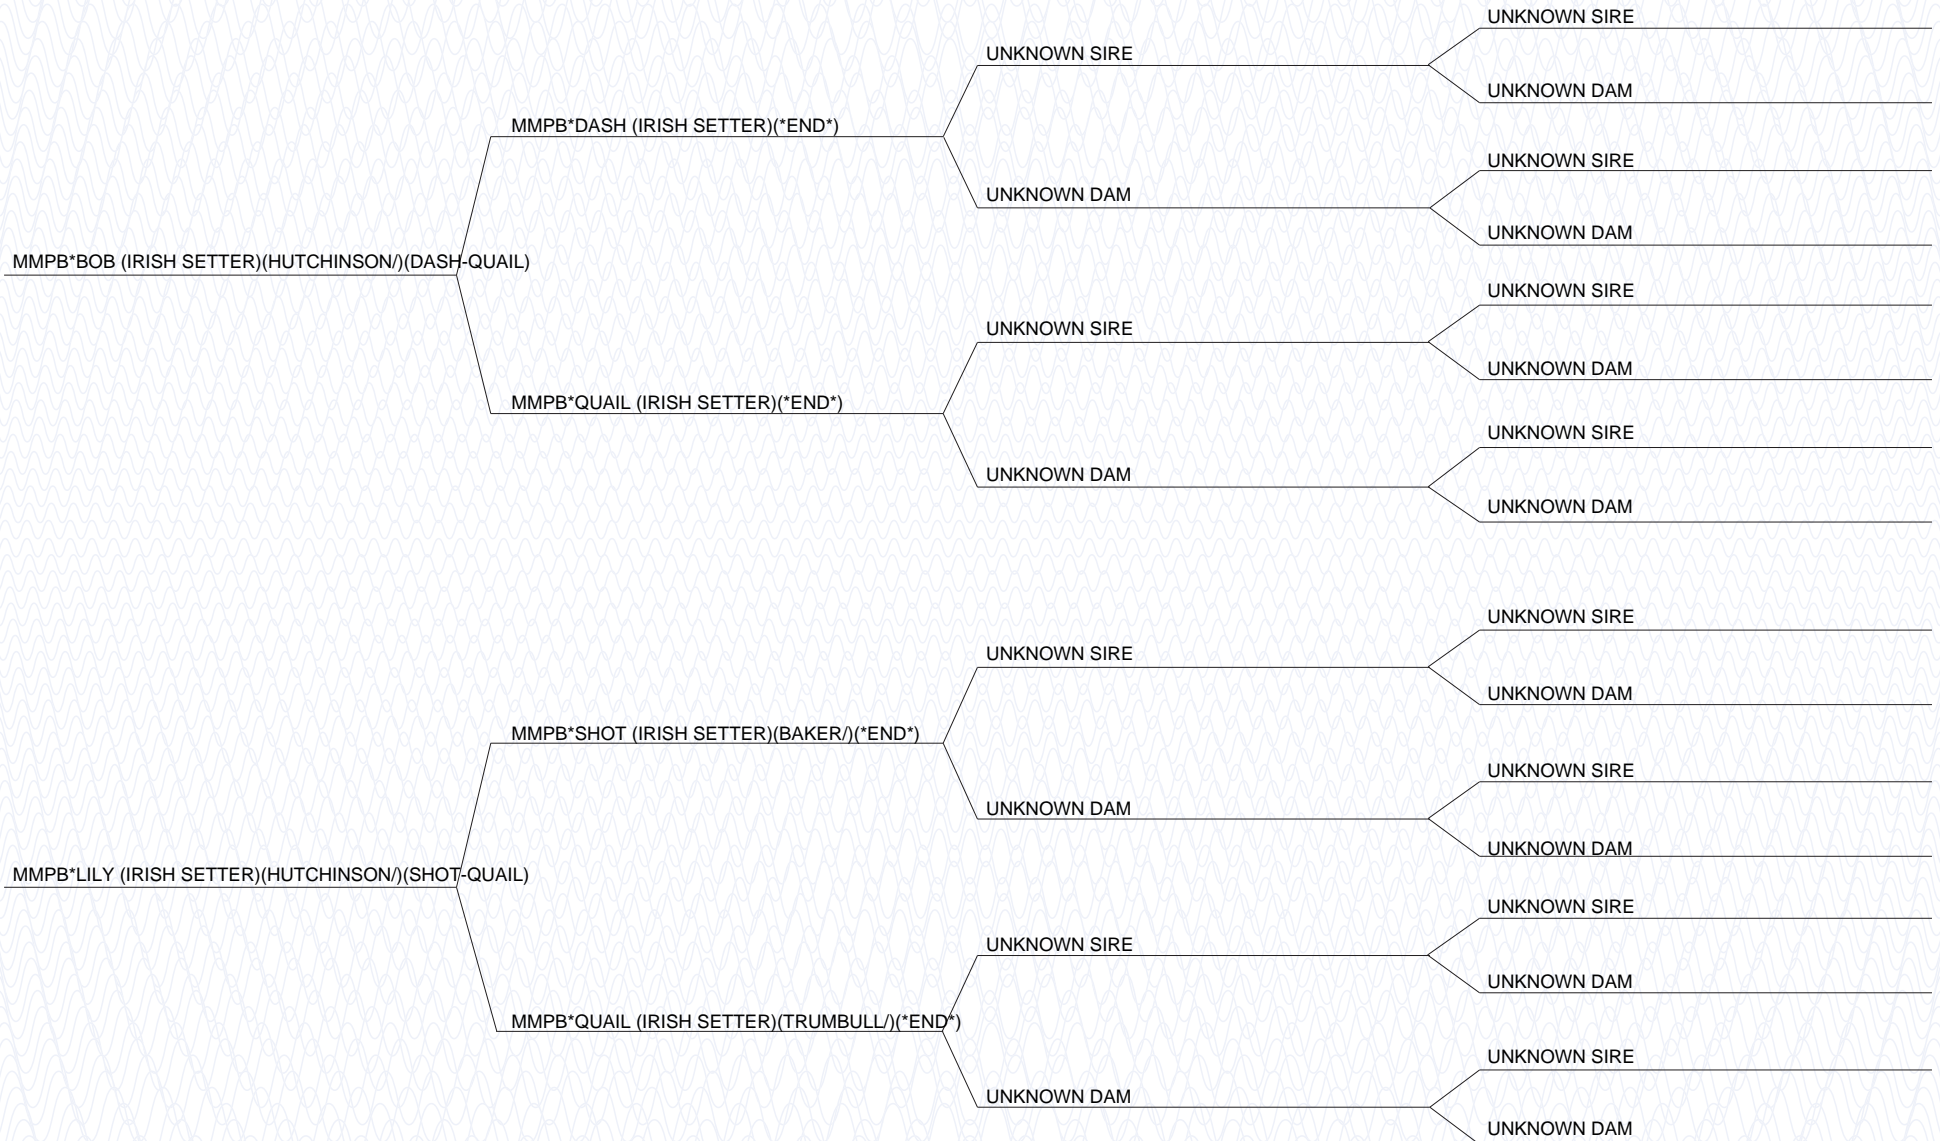 UNKNOWN SIRE
UNKNOWN SIRE
UNKNOWN DAM
MMPB*DASH (IRISH SETTER)(*END*)
UNKNOWN SIRE
UNKNOWN DAM
UNKNOWN DAM
MMPB*BOB (IRISH SETTER)(HUTCHINSON/)(DASH-QUAIL)
UNKNOWN SIRE
UNKNOWN SIRE
UNKNOWN DAM
MMPB*QUAIL (IRISH SETTER)(*END*)
UNKNOWN SIRE
UNKNOWN DAM
UNKNOWN DAM
UNKNOWN SIRE
UNKNOWN SIRE
UNKNOWN DAM
MMPB*SHOT (IRISH SETTER)(BAKER/)(*END*)
UNKNOWN SIRE
UNKNOWN DAM
UNKNOWN DAM
MMPB*LILY (IRISH SETTER)(HUTCHINSON/)(SHOT-QUAIL)
UNKNOWN SIRE
UNKNOWN SIRE
UNKNOWN DAM
MMPB*QUAIL (IRISH SETTER)(TRUMBULL/)(*END*)
UNKNOWN SIRE
UNKNOWN DAM
UNKNOWN DAM